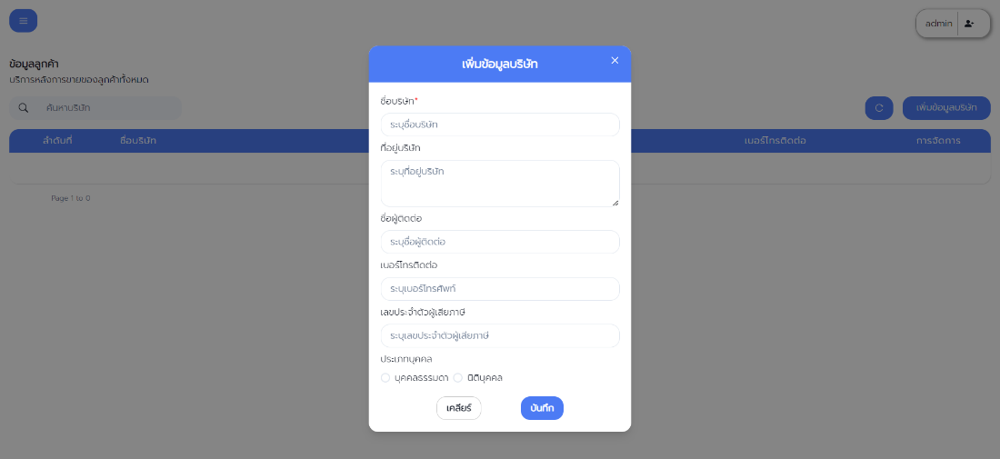 admin
ข้อมูลลูกค้า
บริการหลังการขายของลูกค้าทั้งหมด
ค้นหาบริษัท
เพิ่มข้อมูลบริษัท
ลำดับที่ ชื่อบริษัท เบอร์โทรติดต่อ การจัดการ
Page 1 to 0
เพิ่มข้อมูลบริษัท
ชื่อบริษัท*
ระบุชื่อบริษัท
ที่อยู่บริษัท
ระบุที่อยู่บริษัท
ชื่อผู้ติดต่อ
ระบุชื่อผู้ติดต่อ
เบอร์โทรติดต่อ
ระบุเบอร์โทรศัพท์
เลขประจำตัวผู้เสียภาษี
ระบุเลขประจำตัวผู้เสียภาษี
ประเภทบุคคล
บุคคลธรรมดา นิติบุคคล
เคลียร์ บันทึก